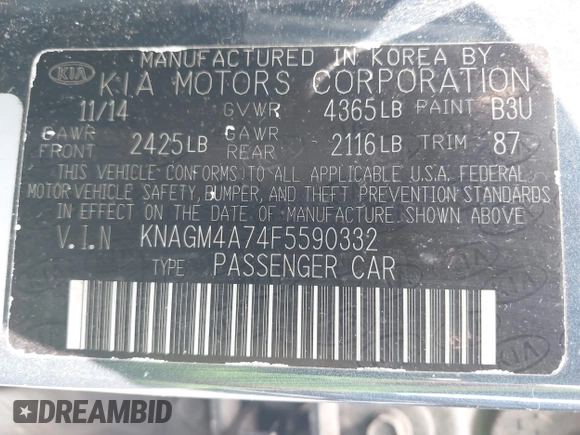 MANUFACTURED IN KOREA BY
KIA KIA MOTORS CORPORATION
11/14 GVWR 4365LB PAINT B3U
GAWR FRONT 2425LB GAWR REAR 2116LB TRIM 87
THIS VEHICLE CONFORMS TO ALL APPLICABLE U.S.A. FEDERAL
MOTOR VEHICLE SAFETY, BUMPER, AND THEFT PREVENTION STANDARDS
IN EFFECT ON THE DATE OF MANUFACTURE SHOWN ABOVE
V.I.N KNAGM4A74F5590332
TYPE PASSENGER CAR
KIA
DREAMBID